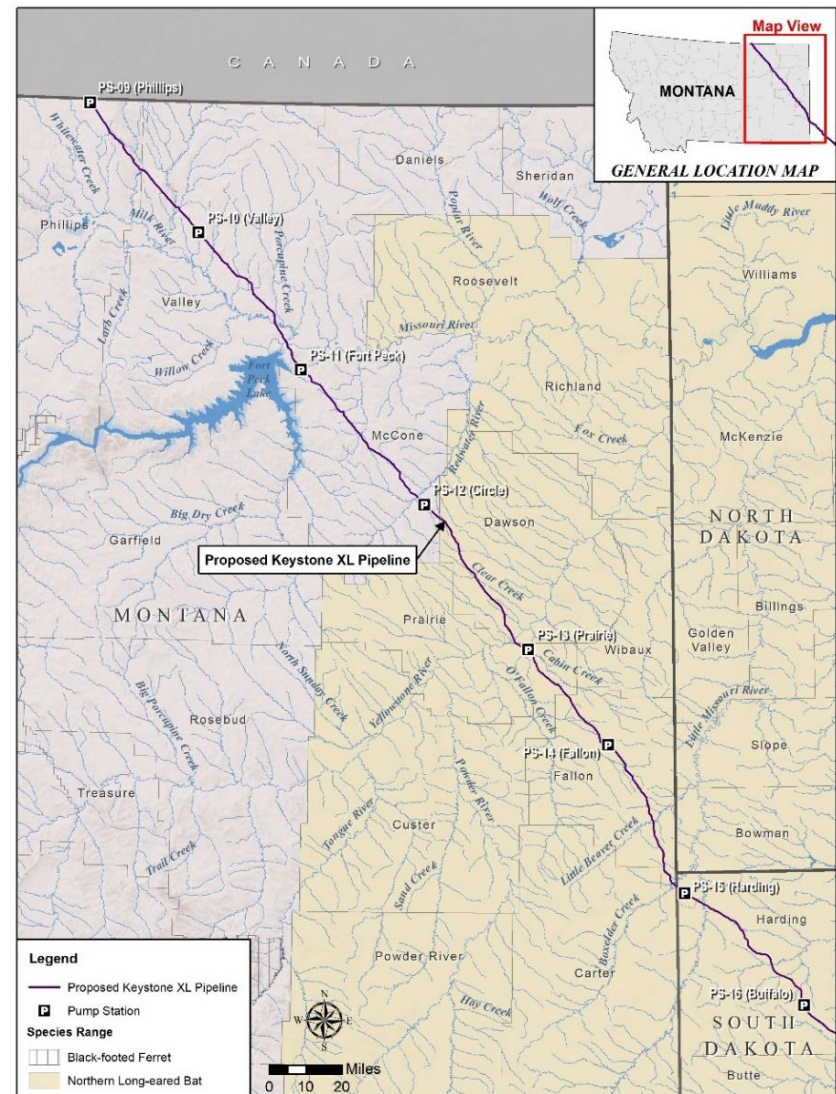 CANADA
Map View
MONTANA
GENERAL LOCATION MAP
PS-09 (Phillips)
Whitewater Creek
Daniels
Sheridan
Wolf Creek
Poplar River
Little Muddy River
Phillips
Milk River
PS-10 (Valley)
Porcupine Creek
Williams
Roosevelt
Valley
Larb Creek
Missouri River
Willow Creek
Fort
Peck
Lake
PS-11 (Fort Peck)
Richland
McCone
Redwater River
Fox Creek
McKenzie
PS-12 (Circle)
Big Dry Creek
Dawson
NORTH
DAKOTA
Garfield
Proposed Keystone XL Pipeline
Clear Creek
MONTANA
Prairie
Billings
PS-13 (Prairie)
Golden
Valley
Wibaux
Cabin Creek
North Sunday Creek
Yellowstone River
O'Fallon Creek
Little Missouri River
Big Porcupine Creek
Rosebud
PS-14 (Fallon)
Slope
Powder River
Fallon
Treasure
Tongue River
Custer
Little Beaver Creek
Bowman
Trail Creek
Sand Creek
PS-15 (Harding)
Boxelder Creek
Harding
Powder River
Carter
PS-16 (Buffalo)
Hay Creek
SOUTH
DAKOTA
Butte
Legend
Proposed Keystone XL Pipeline
P Pump Station
Species Range
Black-footed Ferret
Northern Long-eared Bat
N
W E
S
Miles
0 10 20